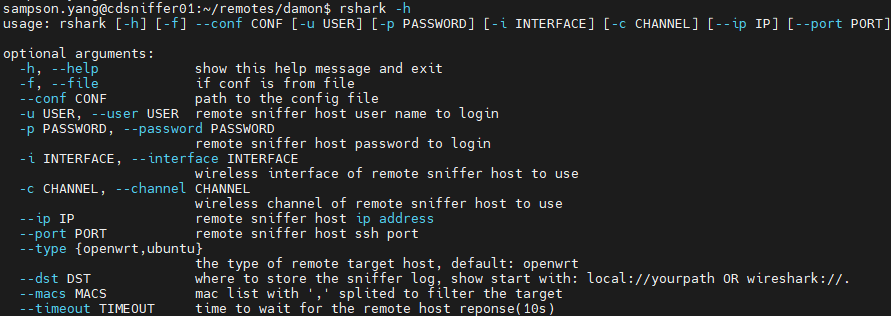 sampson.yang@cdsniffer01:~/remotes/damon$ rshark -h
usage: rshark [-h] [-f] --conf CONF [-u USER] [-p PASSWORD] [-i INTERFACE] [-c CHANNEL] [--ip IP] [--port PORT]
optional arguments:
-h, --help show this help message and exit
-f, --file if conf is from file
--conf CONF path to the config file
-u USER, --user USER remote sniffer host user name to login
-p PASSWORD, --password PASSWORD
remote sniffer host password to login
-i INTERFACE, --interface INTERFACE
wireless interface of remote sniffer host to use
-c CHANNEL, --channel CHANNEL
wireless channel of remote sniffer host to use
--ip IP remote sniffer host ip address
--port PORT remote sniffer host ssh port
--type {openwrt,ubuntu}
the type of remote target host, default: openwrt
--dst DST where to store the sniffer log, show start with: local://yourpath OR wireshark://.
--macs MACS mac list with ',' splited to filter the target
--timeout TIMEOUT time to wait for the remote host reponse(10s)